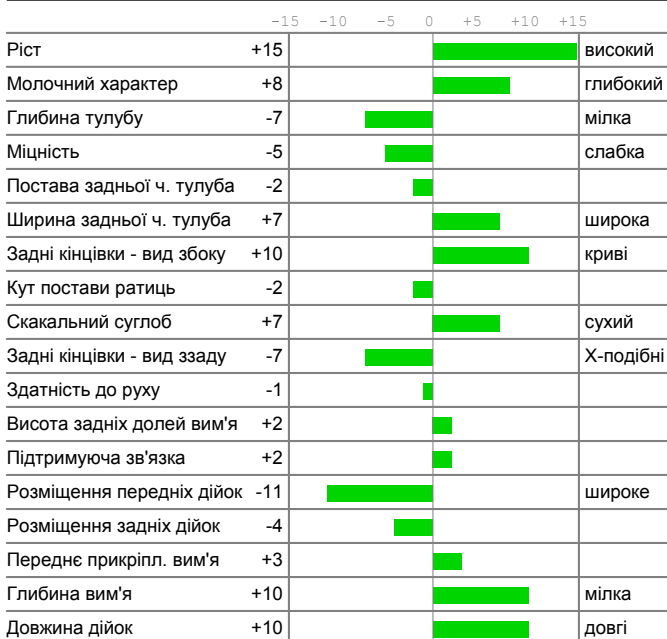 -15 -10 -5 0 +5 +10 +15
Ріст +15 високий
Молочний характер +8 глибокий
Глибина тулубу -7 мілка
Міцність -5 слабка
Постава задньої ч. тулуба -2
Ширина задньої ч. тулуба +7 широка
Задні кінцівки - вид збоку +10 криві
Кут постави ратиць -2
Скакальний суглоб +7 сухий
Задні кінцівки - вид ззаду -7 Х-подібні
Здатність до руху -1
Висота задніх долей вим'я +2
Підтримуюча зв'язка +2
Розміщення передніх дійок -11 широке
Розміщення задніх дійок -4
Переднє прикріпл. вим'я +3
Глибина вим'я +10 мілка
Довжина дійок +10 довгі